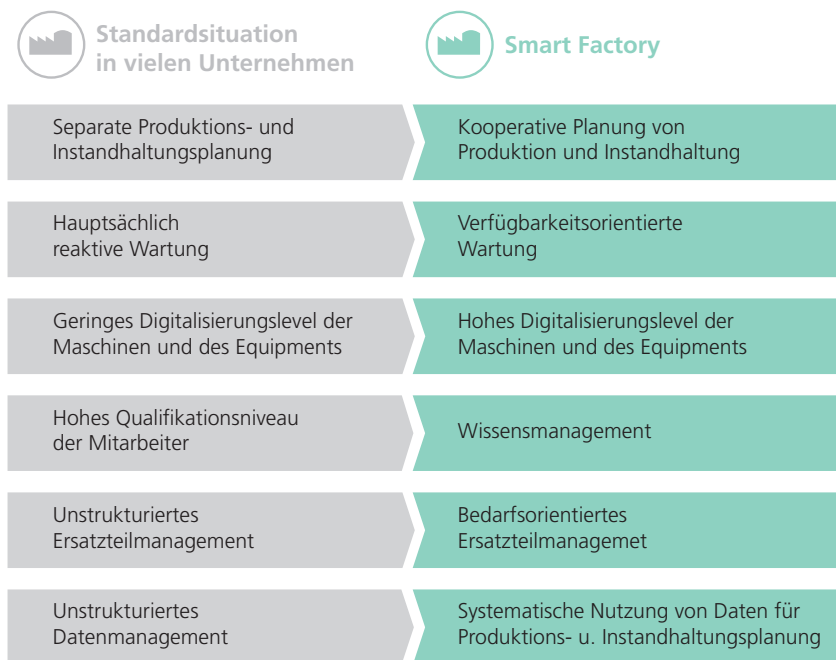 Standardsituation
in vielen Unternehmen
Smart Factory
Separate Produktions- und
Instandhaltungsplanung
Kooperative Planung von
Produktion und Instandhaltung
Hauptsächlich
reaktive Wartung
Verfügbarkeitsorientierte
Wartung
Geringes Digitalisierungslevel der
Maschinen und des Equipments
Hohes Digitalisierungslevel der
Maschinen und des Equipments
Hohes Qualifikationsniveau
der Mitarbeiter
Wissensmanagement
Unstrukturiertes
Ersatzteilmanagement
Bedarfsorientiertes
Ersatzteilmanagemet
Unstrukturiertes
Datenmanagement
Systematische Nutzung von Daten für
Produktions- u. Instandhaltungsplanung